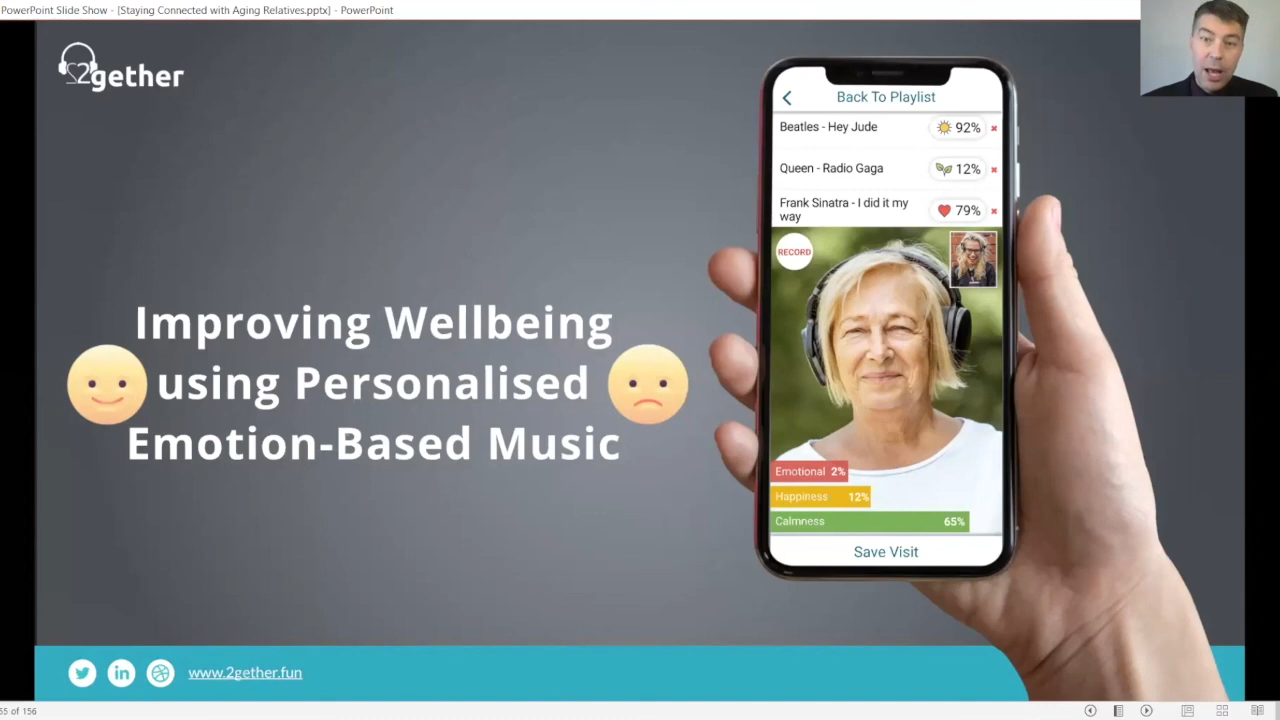 PowerPoint Slide Show - [Staying Connected with Aging Relatives.pptx] - PowerPoint
2gether
Back To Playlist
Beatles - Hey Jude 92%
Queen - Radio Gaga 12%
Frank Sinatra - I did it my
way
79%
RECORD
Improving Wellbeing
using Personalised
Emotion-Based Music
Emotional 2%
Happiness 12%
Calmness 65%
Save Visit
in
www.2gether.fun
55 of 156